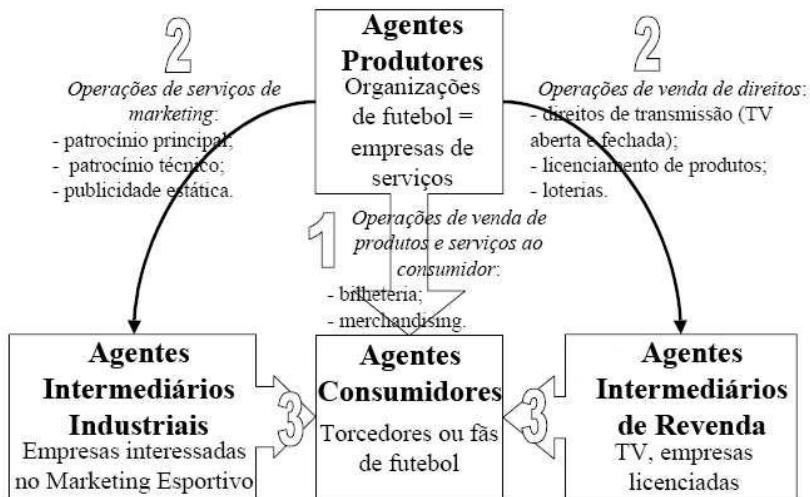 2
Operações de serviços de
marketing:
- patrocínio principal;
- patrocínio técnico;
- publicidade estática.
Agentes
Produtores
Organizações
de futebol =
empresas de
serviços
2
Operações de venda de direitos:
- direitos de transmissão (TV
aberta e fechada);
- licenciamento de produtos;
- loterias.
1
Operações de venda de
produtos e serviços ao
consumidor:
- bilheteria;
- merchandising.
Agentes
Intermediários
Industriais
Empresas interessadas
no Marketing Esportivo
3
Agentes
Consumidores
Torcedores ou fãs
de futebol
3
Agentes
Intermediários
de Revenda
TV, empresas
licenciadas